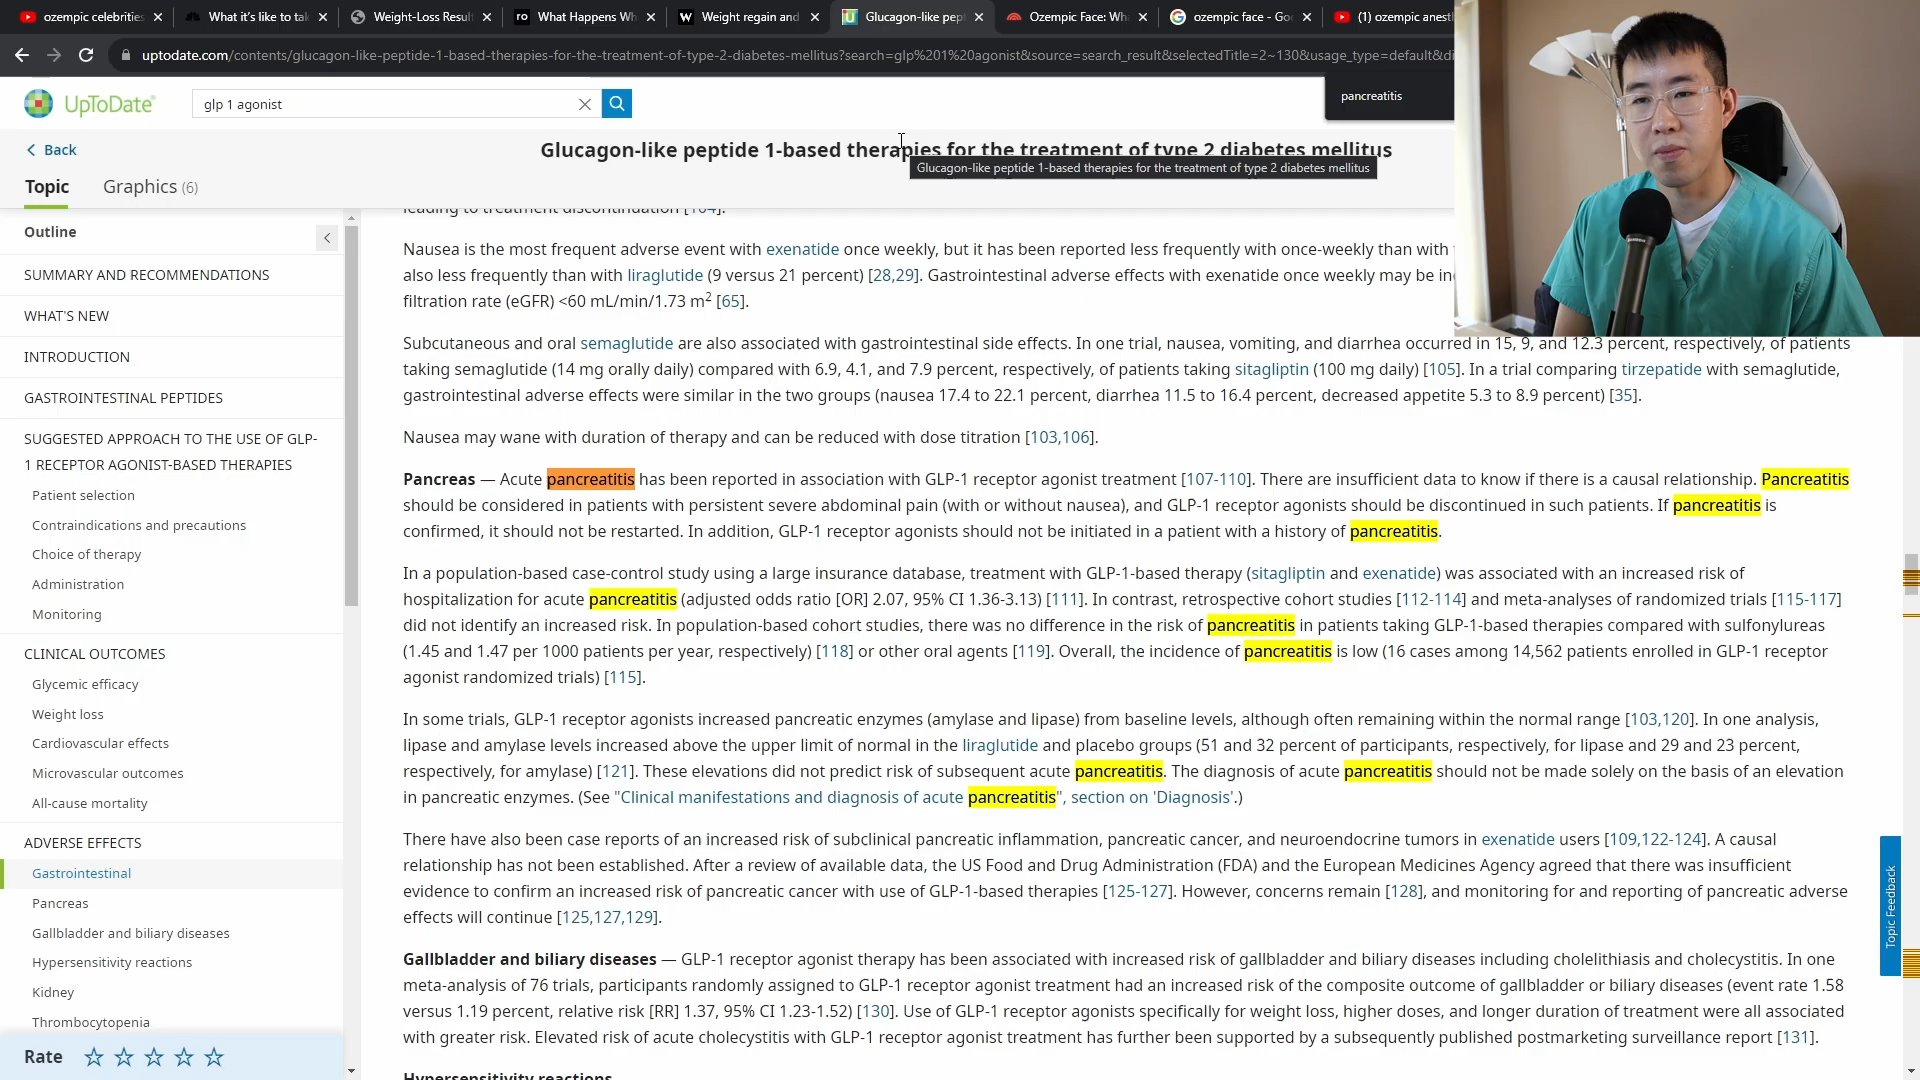 ozempic celebrities
What it's like to tak
Weight-Loss Resul
What Happens Wh
Weight regain and
Glucagon-like pept
Ozempic Face: Wha
ozempic face - Goo
(1) ozempic anest
uptodate.com/contents/glucagon-like-peptide-1-based-therapies-for-the-treatment-of-type-2-diabetes-mellitus?search=glp%201%20agonist&source=search_result&selectedTitle=2~130&usage_type=default&di
pancreatitis
UpToDate®
glp 1 agonist
Back
Glucagon-like peptide 1-based therapies for the treatment of type 2 diabetes mellitus
Glucagon-like peptide 1-based therapies for the treatment of type 2 diabetes mellitus
Topic
Graphics (6)
Outline
SUMMARY AND RECOMMENDATIONS
WHAT'S NEW
INTRODUCTION
GASTROINTESTINAL PEPTIDES
SUGGESTED APPROACH TO THE USE OF GLP-
1 RECEPTOR AGONIST-BASED THERAPIES
Patient selection
Contraindications and precautions
Choice of therapy
Administration
Monitoring
CLINICAL OUTCOMES
Glycemic efficacy
Weight loss
Cardiovascular effects
Microvascular outcomes
All-cause mortality
ADVERSE EFFECTS
Gastrointestinal
Pancreas
Gallbladder and biliary diseases
Hypersensitivity reactions
Kidney
Thrombocytopenia
Rate
leading to treatment discontinuation [104].
Nausea is the most frequent adverse event with exenatide once weekly, but it has been reported less frequently with once-weekly than with
also less frequently than with liraglutide (9 versus 21 percent) [28,29]. Gastrointestinal adverse effects with exenatide once weekly may be in
filtration rate (eGFR) <60 mL/min/1.73 m² [65].
Subcutaneous and oral semaglutide are also associated with gastrointestinal side effects. In one trial, nausea, vomiting, and diarrhea occurred in 15, 9, and 12.3 percent, respectively, of patients
taking semaglutide (14 mg orally daily) compared with 6.9, 4.1, and 7.9 percent, respectively, of patients taking sitagliptin (100 mg daily) [105]. In a trial comparing tirzepatide with semaglutide,
gastrointestinal adverse effects were similar in the two groups (nausea 17.4 to 22.1 percent, diarrhea 11.5 to 16.4 percent, decreased appetite 5.3 to 8.9 percent) [35].
Nausea may wane with duration of therapy and can be reduced with dose titration [103,106].
Pancreas — Acute pancreatitis has been reported in association with GLP-1 receptor agonist treatment [107-110]. There are insufficient data to know if there is a causal relationship. Pancreatitis
should be considered in patients with persistent severe abdominal pain (with or without nausea), and GLP-1 receptor agonists should be discontinued in such patients. If pancreatitis is
confirmed, it should not be restarted. In addition, GLP-1 receptor agonists should not be initiated in a patient with a history of pancreatitis.
In a population-based case-control study using a large insurance database, treatment with GLP-1-based therapy (sitagliptin and exenatide) was associated with an increased risk of
hospitalization for acute pancreatitis (adjusted odds ratio [OR] 2.07, 95% CI 1.36-3.13) [111]. In contrast, retrospective cohort studies [112-114] and meta-analyses of randomized trials [115-117]
did not identify an increased risk. In population-based cohort studies, there was no difference in the risk of pancreatitis in patients taking GLP-1-based therapies compared with sulfonylureas
(1.45 and 1.47 per 1000 patients per year, respectively) [118] or other oral agents [119]. Overall, the incidence of pancreatitis is low (16 cases among 14,562 patients enrolled in GLP-1 receptor
agonist randomized trials) [115].
In some trials, GLP-1 receptor agonists increased pancreatic enzymes (amylase and lipase) from baseline levels, although often remaining within the normal range [103,120]. In one analysis,
lipase and amylase levels increased above the upper limit of normal in the liraglutide and placebo groups (51 and 32 percent of participants, respectively, for lipase and 29 and 23 percent,
respectively, for amylase) [121]. These elevations did not predict risk of subsequent acute pancreatitis. The diagnosis of acute pancreatitis should not be made solely on the basis of an elevation
in pancreatic enzymes. (See "Clinical manifestations and diagnosis of acute pancreatitis", section on 'Diagnosis'.)
There have also been case reports of an increased risk of subclinical pancreatic inflammation, pancreatic cancer, and neuroendocrine tumors in exenatide users [109,122-124]. A causal
relationship has not been established. After a review of available data, the US Food and Drug Administration (FDA) and the European Medicines Agency agreed that there was insufficient
evidence to confirm an increased risk of pancreatic cancer with use of GLP-1-based therapies [125-127]. However, concerns remain [128], and monitoring for and reporting of pancreatic adverse
effects will continue [125,127,129].
Gallbladder and biliary diseases — GLP-1 receptor agonist therapy has been associated with increased risk of gallbladder and biliary diseases including cholelithiasis and cholecystitis. In one
meta-analysis of 76 trials, participants randomly assigned to GLP-1 receptor agonist treatment had an increased risk of the composite outcome of gallbladder or biliary diseases (event rate 1.58
versus 1.19 percent, relative risk [RR] 1.37, 95% CI 1.23-1.52) [130]. Use of GLP-1 receptor agonists specifically for weight loss, higher doses, and longer duration of treatment were all associated
with greater risk. Elevated risk of acute cholecystitis with GLP-1 receptor agonist treatment has further been supported by a subsequently published postmarketing surveillance report [131].
Hypersensitivity reactions
Topic Feedback